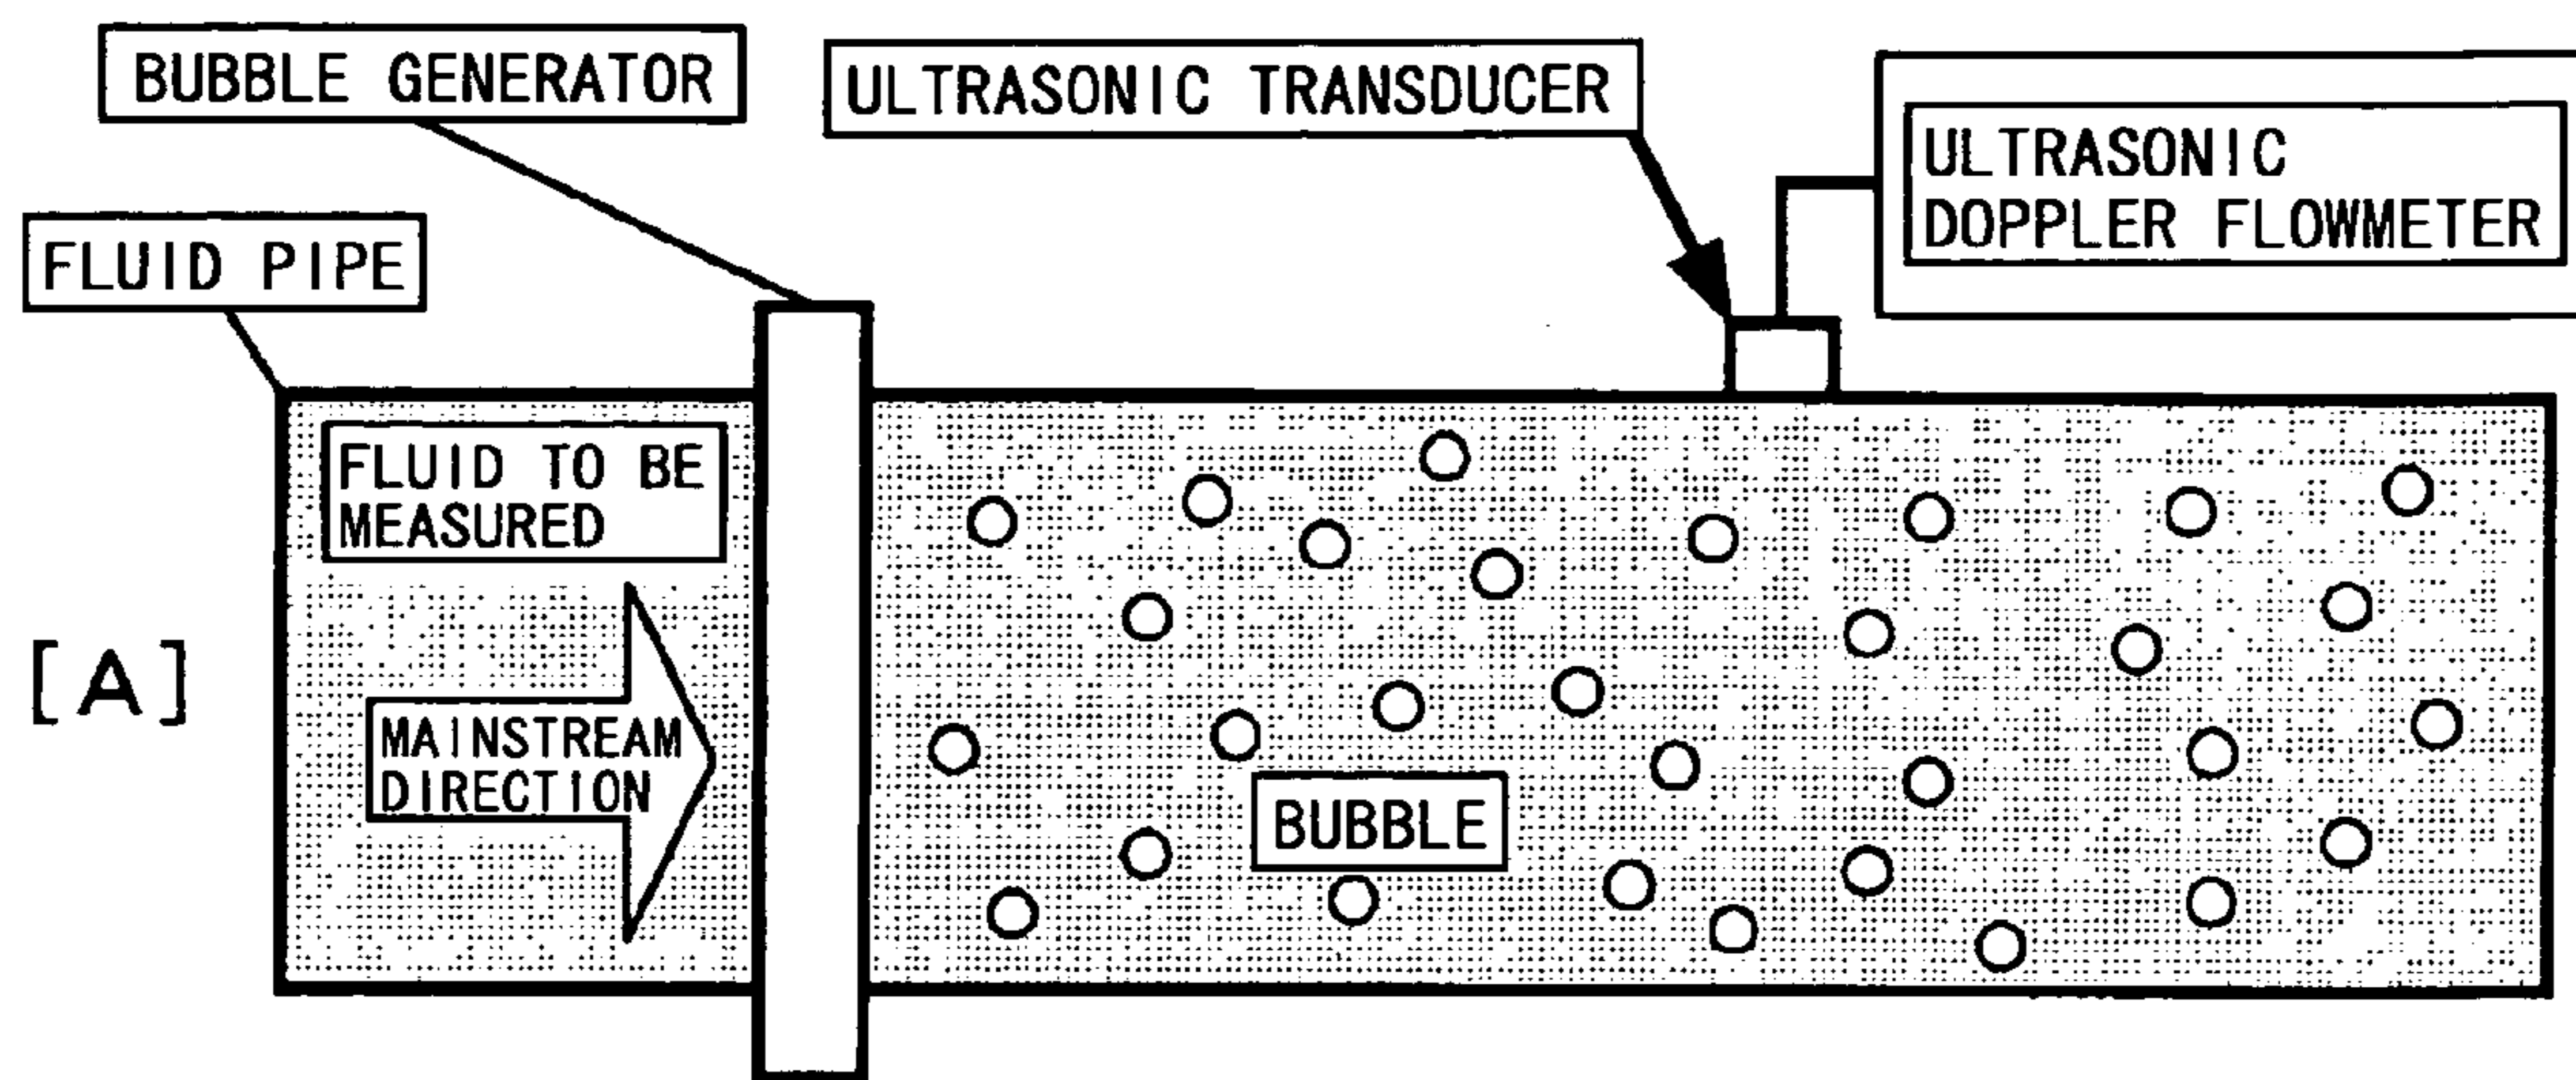 BUBBLE GENERATOR
ULTRASONIC TRANSDUCER
ULTRASONIC
DOPPLER FLOWMETER
FLUID PIPE
FLUID TO BE
MEASURED
[A]
MAINSTREAM
DIRECTION
BUBBLE